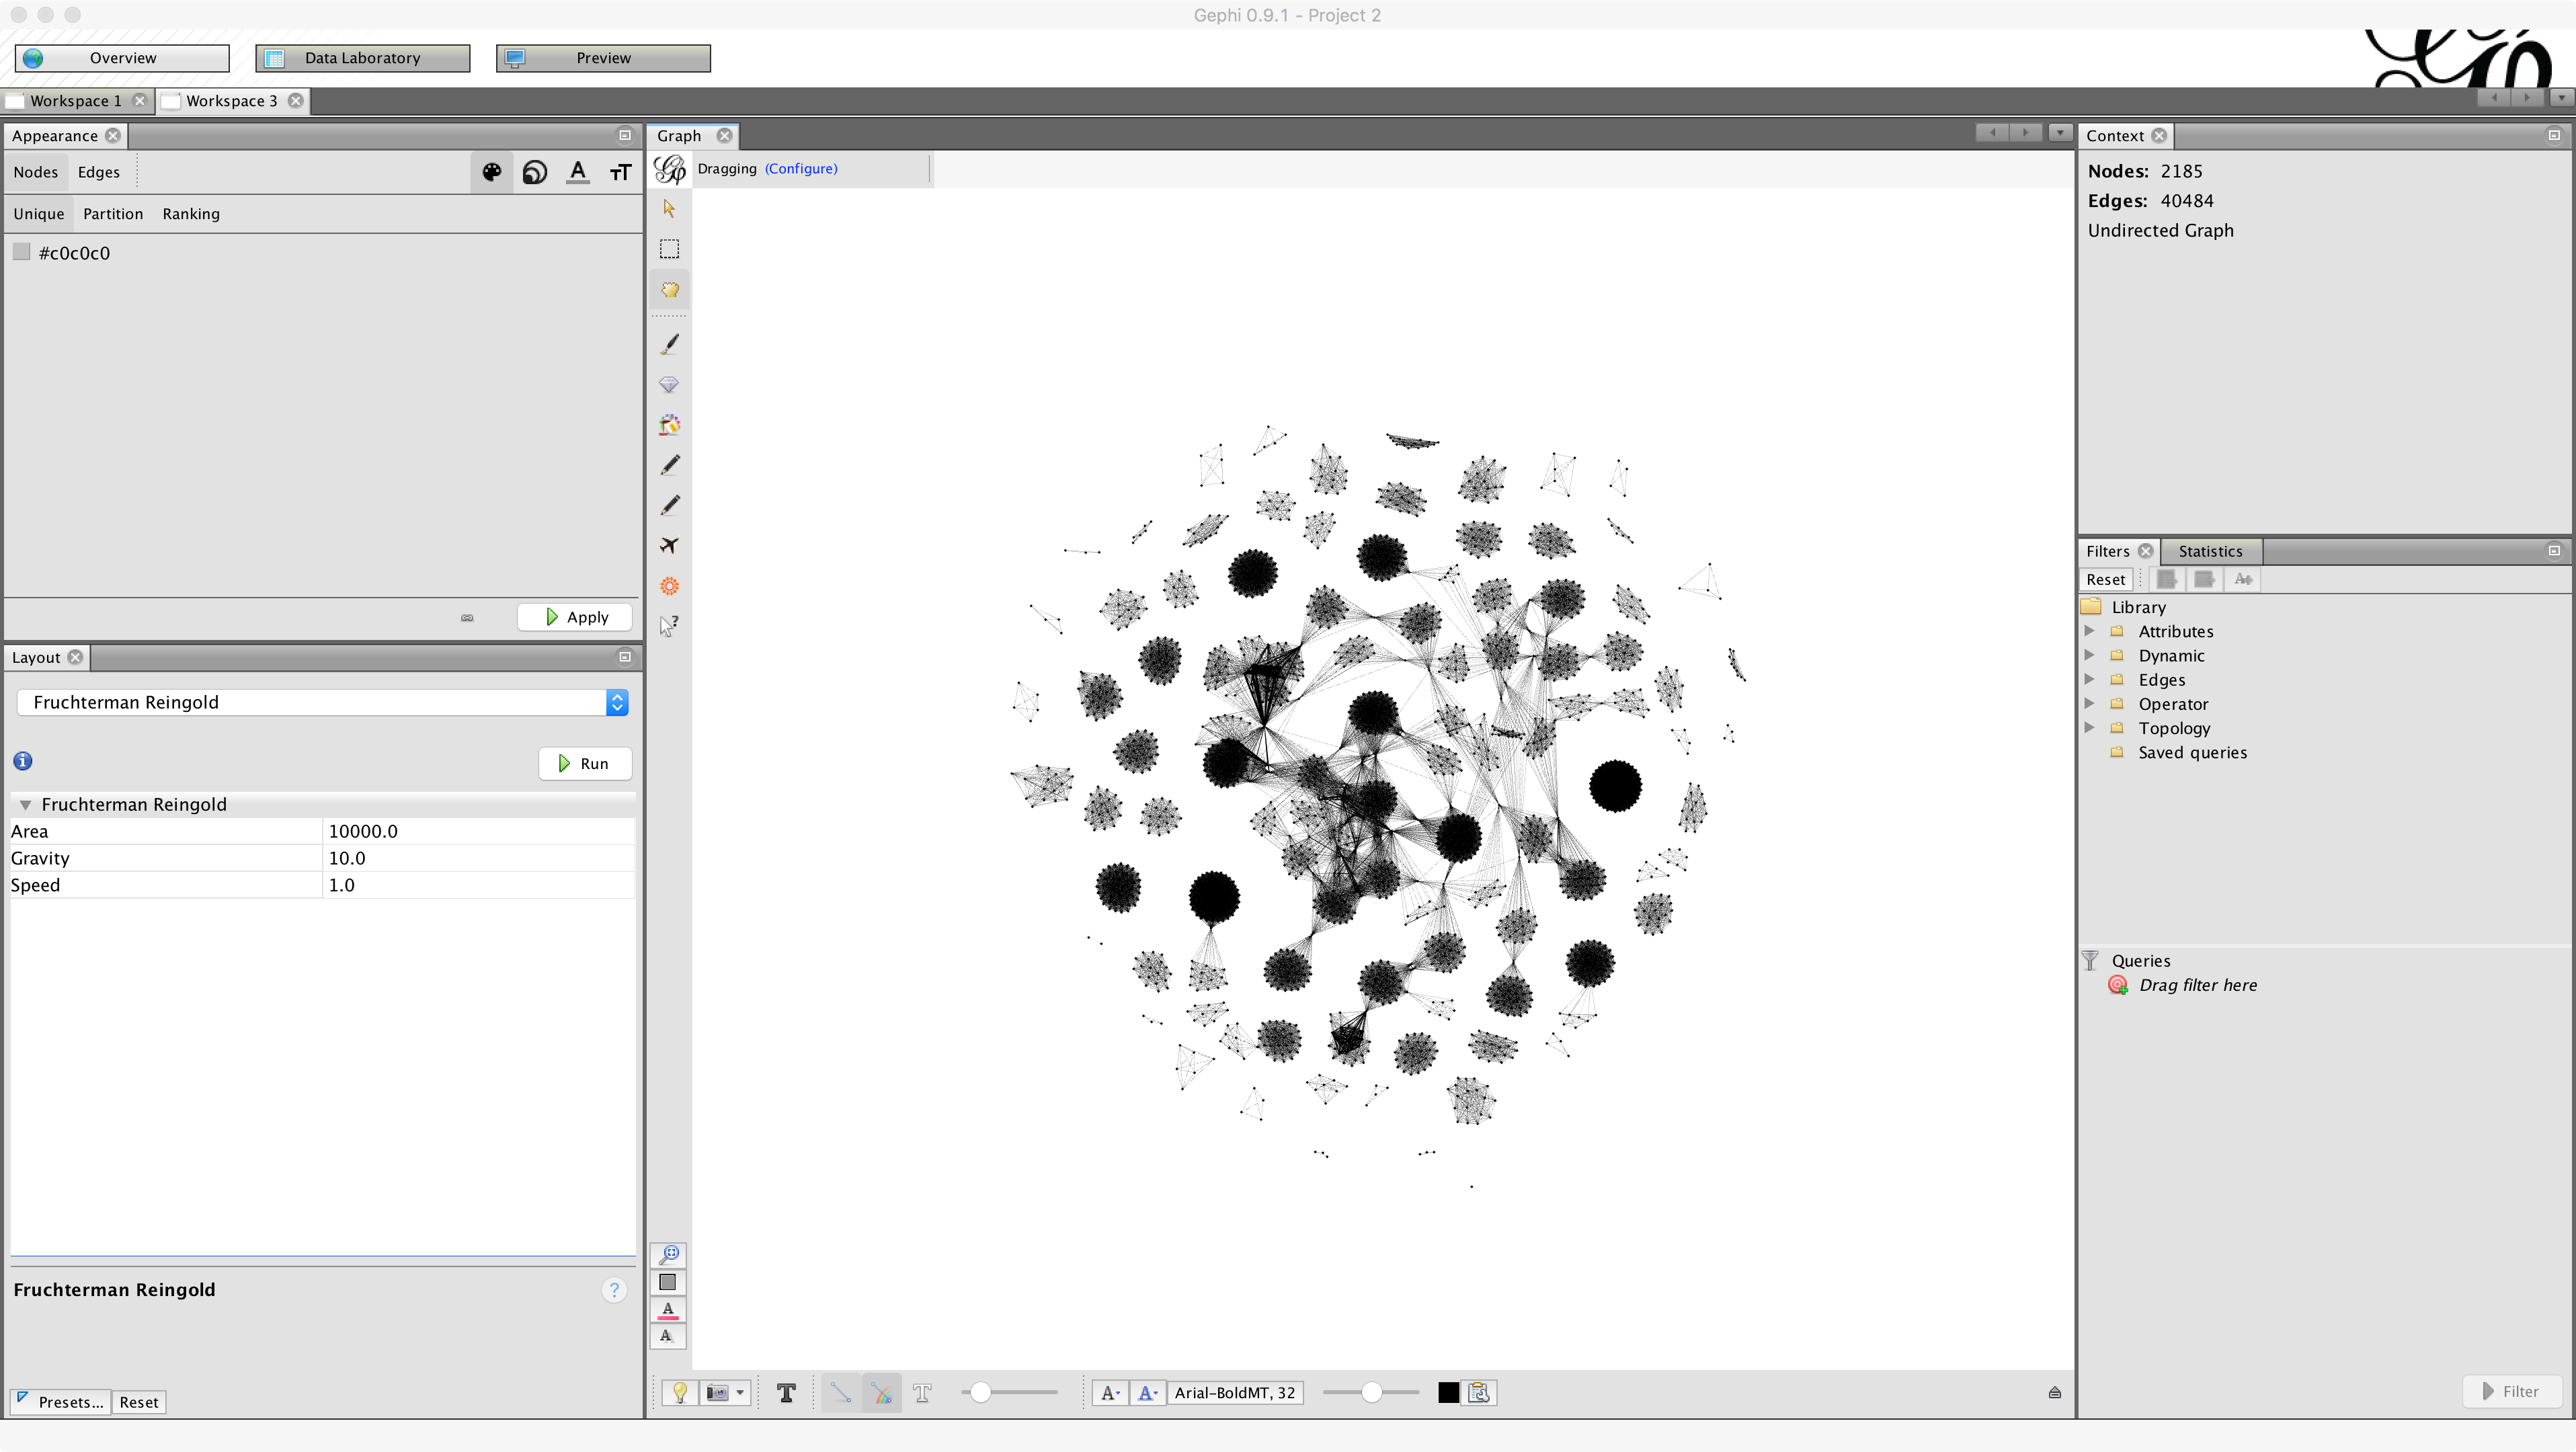 Gephi 0.9.1 - Project 2
Overview
Data Laboratory
Preview
Workspace 1
Workspace 3
Appearance
Nodes Edges
Unique Partition Ranking
#c0c0c0
Apply
Layout
Fruchterman Reingold
Run
Fruchterman Reingold
Area 10000.0
Gravity 10.0
Speed 1.0
Fruchterman Reingold
?
Presets... Reset
Graph
Dragging (Configure)
Arial-BoldMT, 32
Context
Nodes: 2185
Edges: 40484
Undirected Graph
Filters Statistics
Reset
Library
Attributes
Dynamic
Edges
Operator
Topology
Saved queries
Queries
Drag filter here
Filter